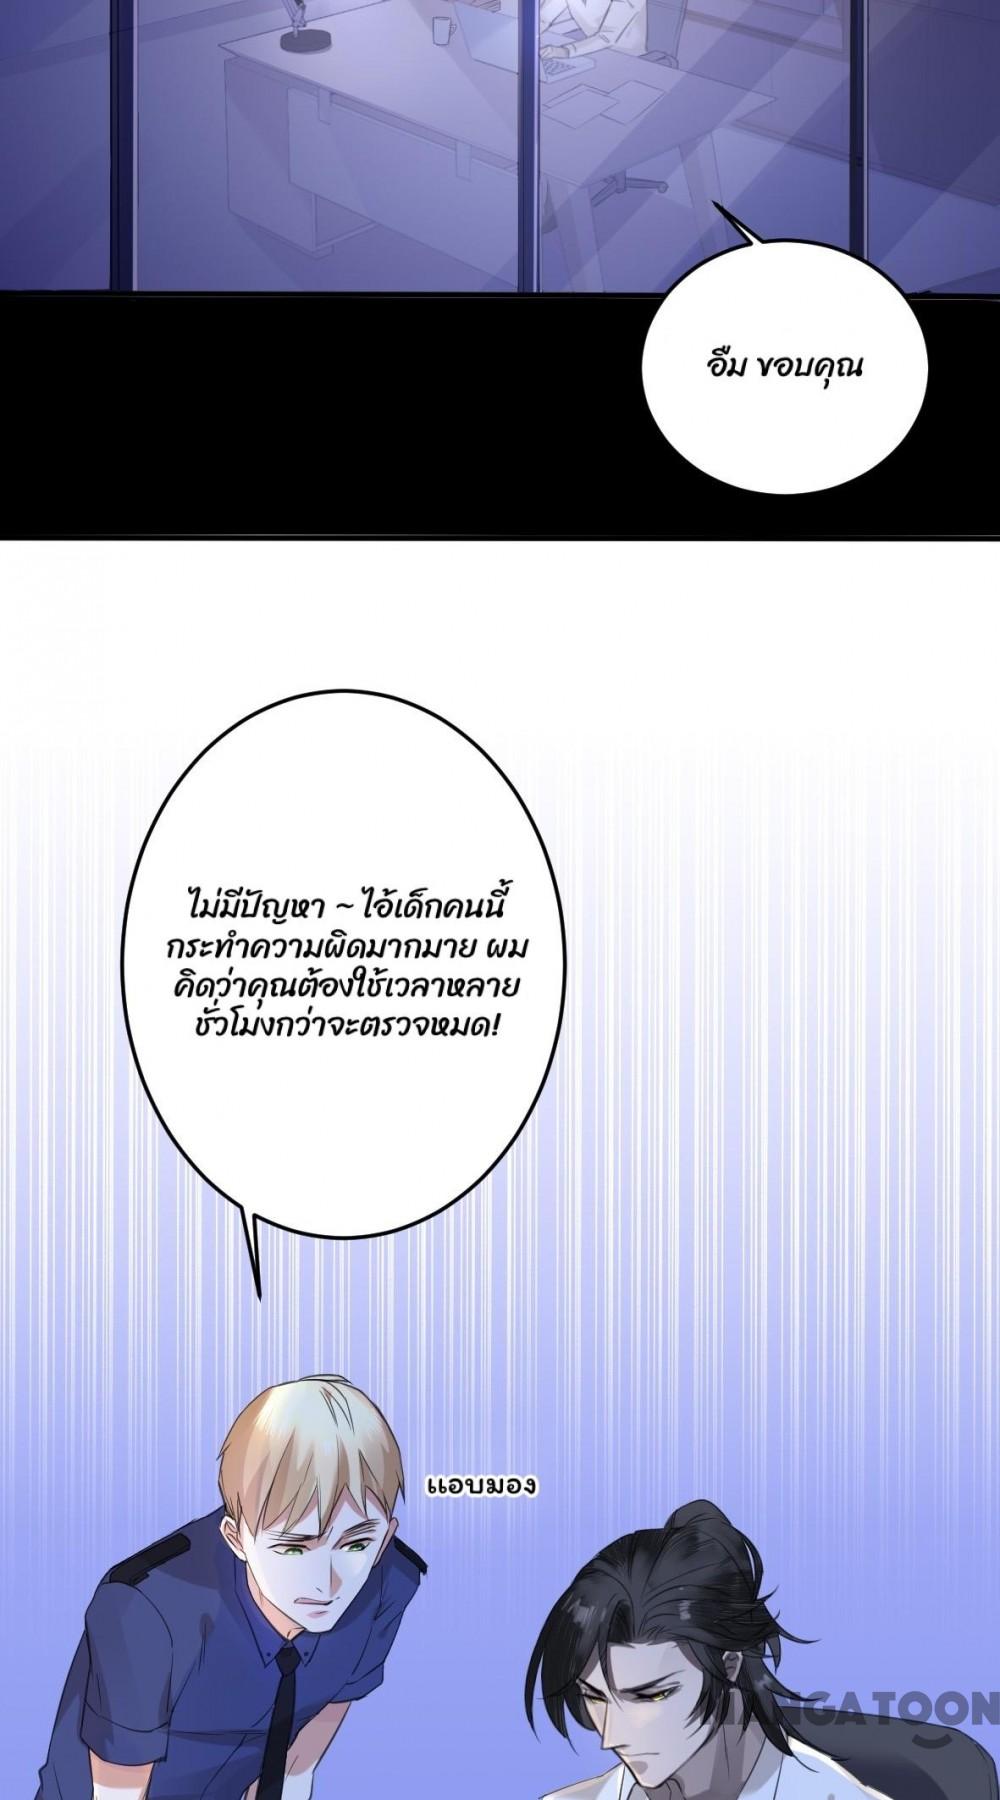 อืม ขอบคุณ
ไม่มีปัญหา ~ ไอ้เด็กคนนี้
กระทำความผิดมากมาย ผม
คิดว่าคุณต้องใช้เวลาหลาย
ชั่วโมงกว่าจะตรวจหมด!
แอบมอง
MANGATOON